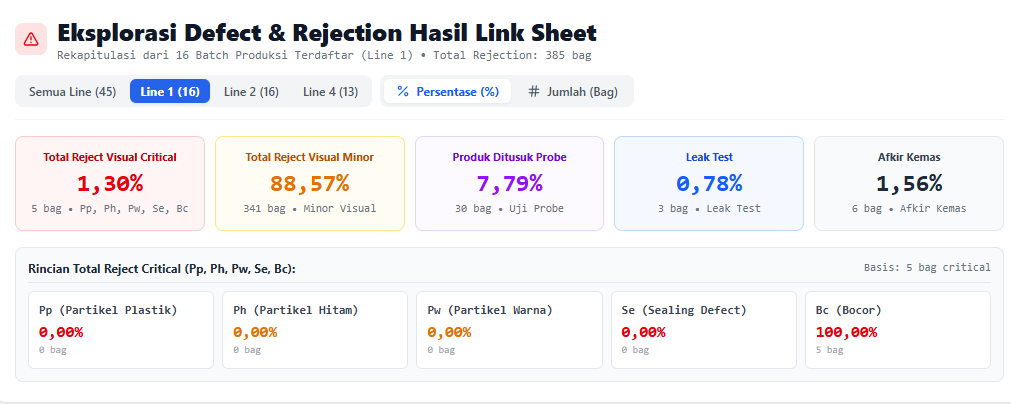 Eksplorasi Defect & Rejection Hasil Link Sheet
Rekapitulasi dari 16 Batch Produksi Terdaftar (Line 1) • Total Rejection: 385 bag
Semua Line (45) Line 1 (16) Line 2 (16) Line 4 (13) % Persentase (%) # Jumlah (Bag)
Total Reject Visual Critical
1,30%
5 bag • Pp, Ph, Pw, Se, Bc
Total Reject Visual Minor
88,57%
341 bag • Minor Visual
Produk Ditusuk Probe
7,79%
30 bag • Uji Probe
Leak Test
0,78%
3 bag • Leak Test
Afkir Kemas
1,56%
6 bag • Afkir Kemas
Rincian Total Reject Critical (Pp, Ph, Pw, Se, Bc):
Basis: 5 bag critical
Pp (Partikel Plastik)
0,00%
0 bag
Ph (Partikel Hitam)
0,00%
0 bag
Pw (Partikel Warna)
0,00%
0 bag
Se (Sealing Defect)
0,00%
0 bag
Bc (Bocor)
100,00%
5 bag